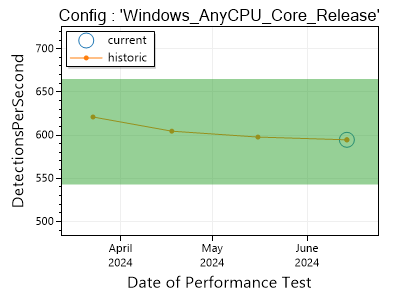 Config : 'Windows_AnyCPU_Core_Release'
current
historic
DetectionsPerSecond
700
650
600
550
500
April
2024
May
2024
June
2024
Date of Performance Test